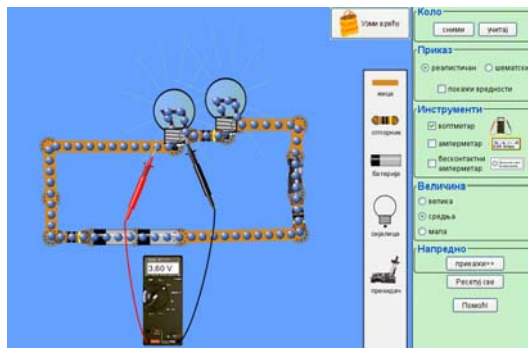 Узми врећу
жица
отпорник
батерија
сијалица
прекидач
3.60 V
Коло
сними учитај
Приказ
реалистичан шематски
покажи вредности
Инструменти
волтметар
амперметар
бесконтактни
амперметар
Величина
велика
средња
мала
Напредно
прикажи>>
Ресетуј све
Помоћ!